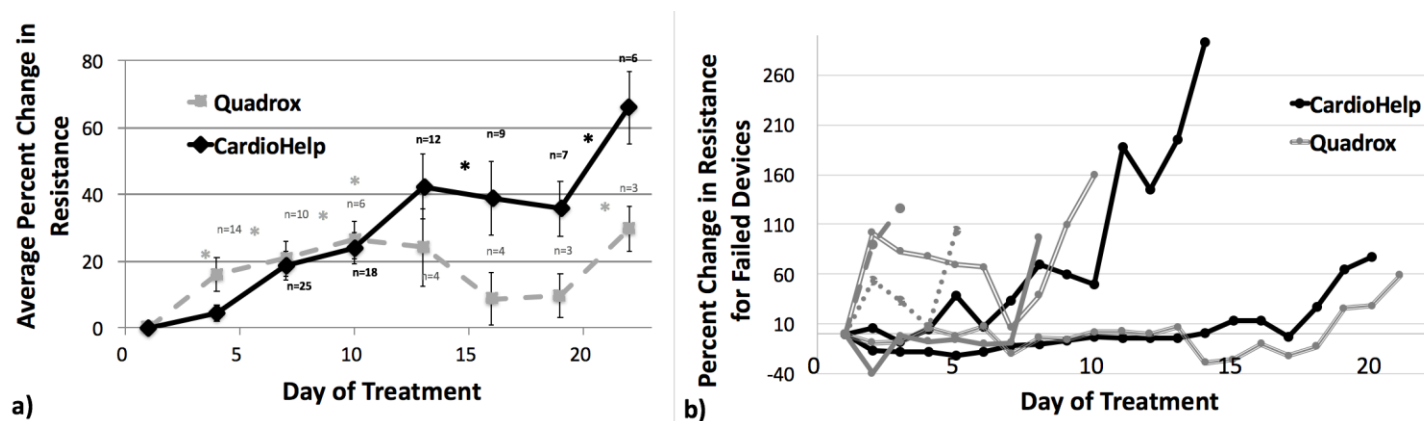 a)
Average Percent Change in
Resistance
80
60
40
20
0
Quadrox
CardioHelp
*
n=14
*
n=10
*
*
n=6
n=25
n=18
n=12
n=4
*
n=9
n=4
n=7
n=3
*
*
n=6
n=3
0
5
10
15
20
Day of Treatment
b)
Percent Change in Resistance
for Failed Devices
260
210
160
110
60
10
-40
CardioHelp
Quadrox
0
5
10
15
20
Day of Treatment